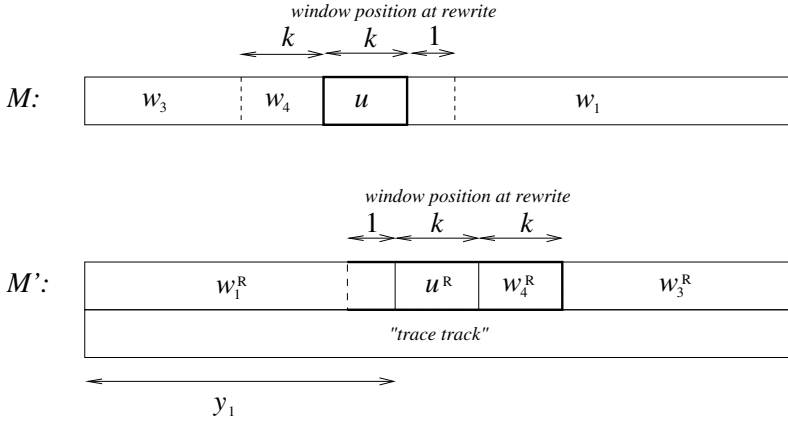 window position at rewrite
k k 1
M: w₃ w₄ u w₁
window position at rewrite
1 k k
M': w₁ᴿ uᴿ w₄ᴿ w₃ᴿ
"trace track"
y₁